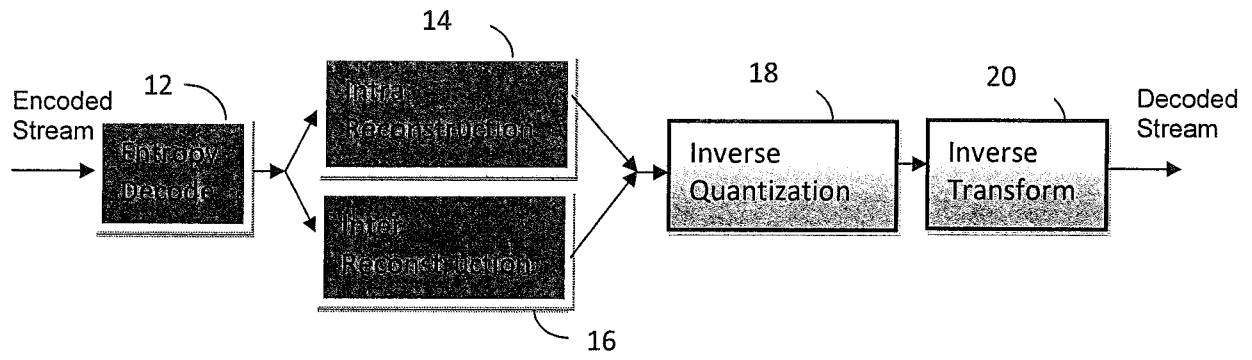 14
12
18
20
Encoded
Stream
Entropy
Decode
Intra
Reconstruction
Inverse
Quantization
Inverse
Transform
Decoded
Stream
Inter
Reconstruction
16